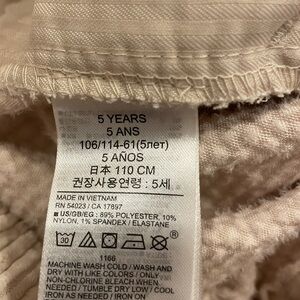 5 YEARS
5 ANS
106/114-61(5лет)
5 AÑOS
日本 110 CM
권장사용연령 : 5세
MADE IN VIETNAM
RN 54023 / CA 17897
■ US/GB/EG : 89% POLYESTER, 10%
NYLON, 1% SPANDEX / ELASTANE
30
1166
MACHINE WASH COLD / WASH AND
DRY WITH LIKE COLORS / ONLY
NON-CHLORINE BLEACH WHEN
NEEDED / TUMBLE DRY LOW / COOL
IRON AS NEEDED / DO NOT IRON ON